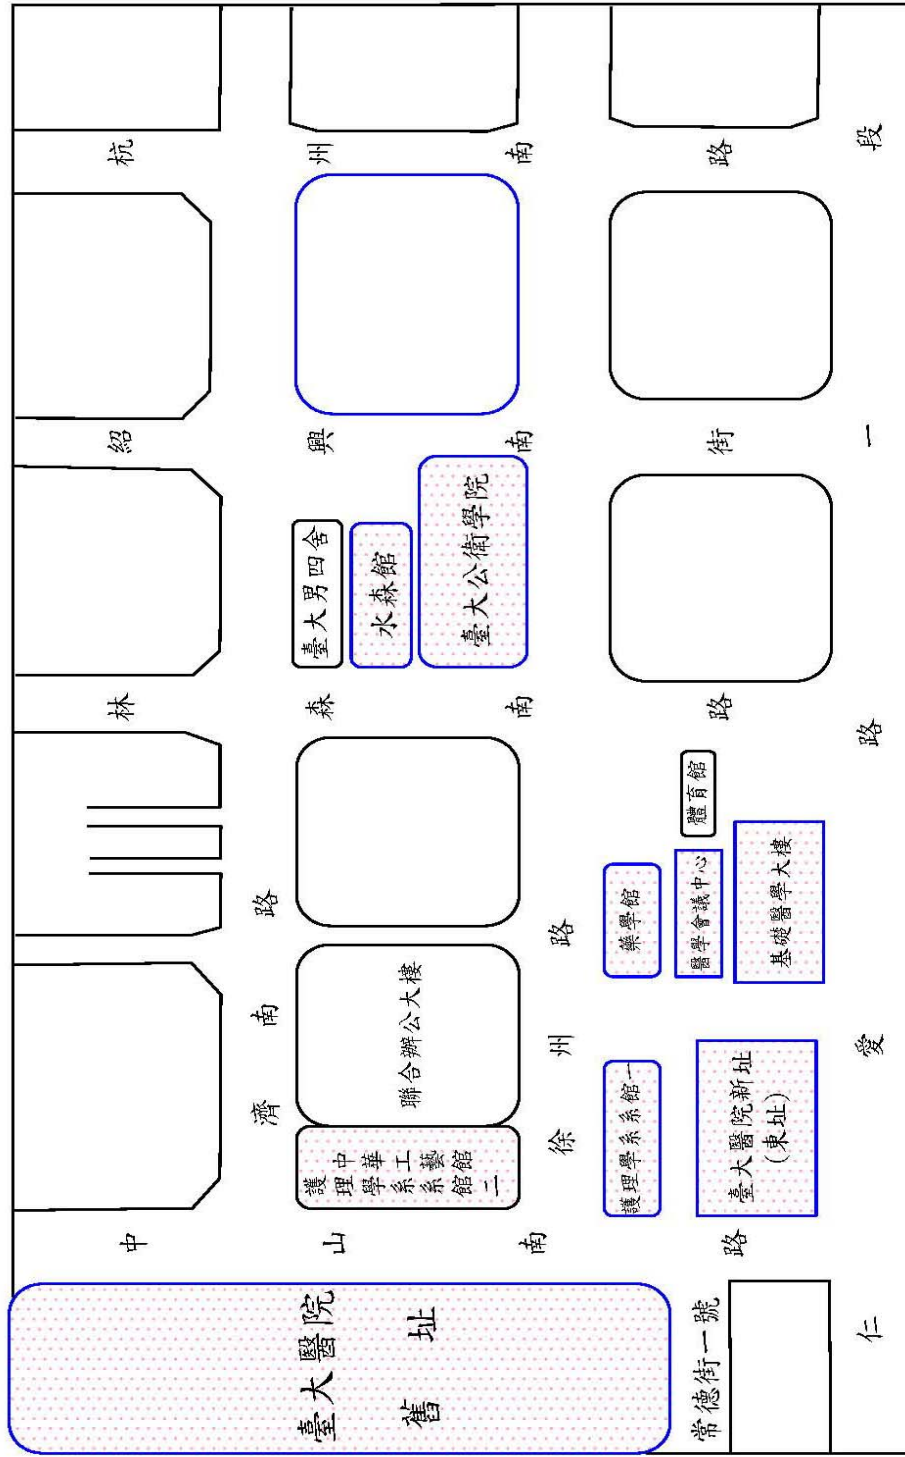 杭州南路
紹興南街
林森南路
中山南路
濟南路
徐州路
仁愛路一段
臺大男四舍
水森館
臺大公衛學院
聯合辦公大樓
中華工藝館
護理學系系館二
藥學館
醫學會議中心
體育館
基礎醫學大樓
護理學系系館一
臺大醫院新址
(東址)
臺大醫院
舊址
常德街一號